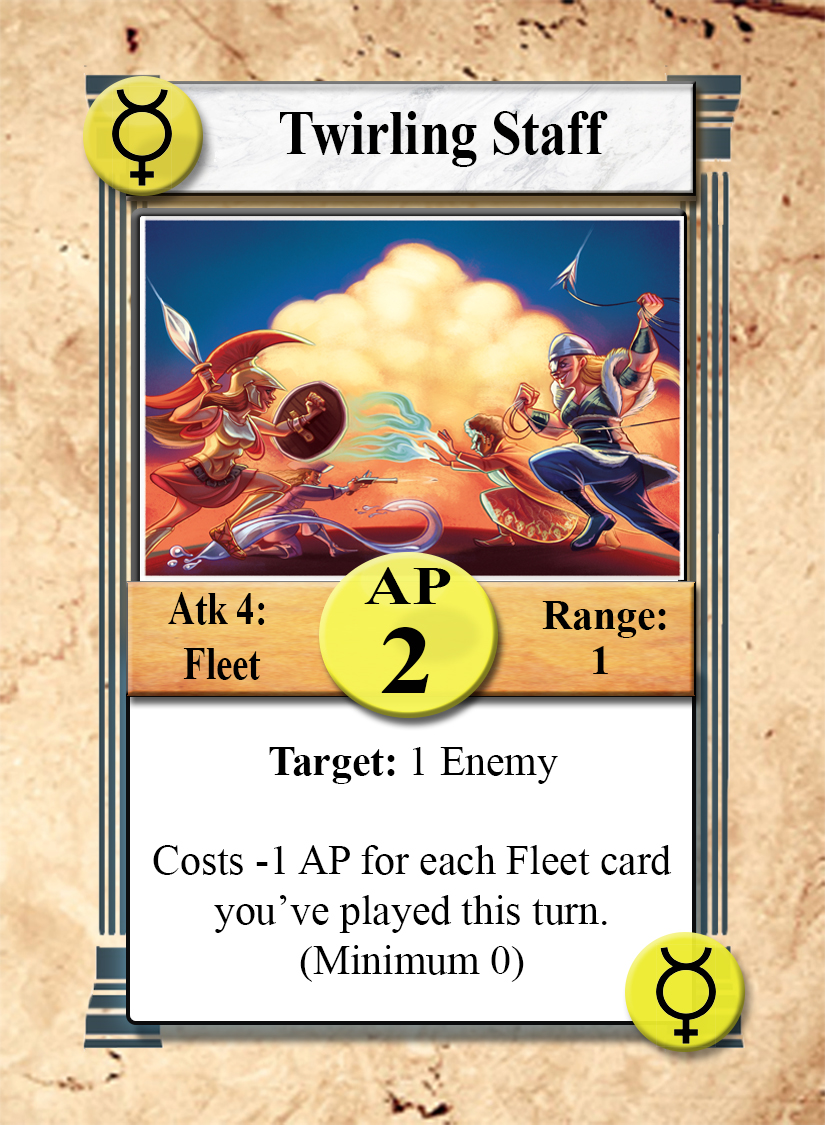 Twirling Staff
Atk 4:
Fleet
AP
2
Range:
1
Target: 1 Enemy
Costs -1 AP for each Fleet card
you've played this turn.
(Minimum 0)